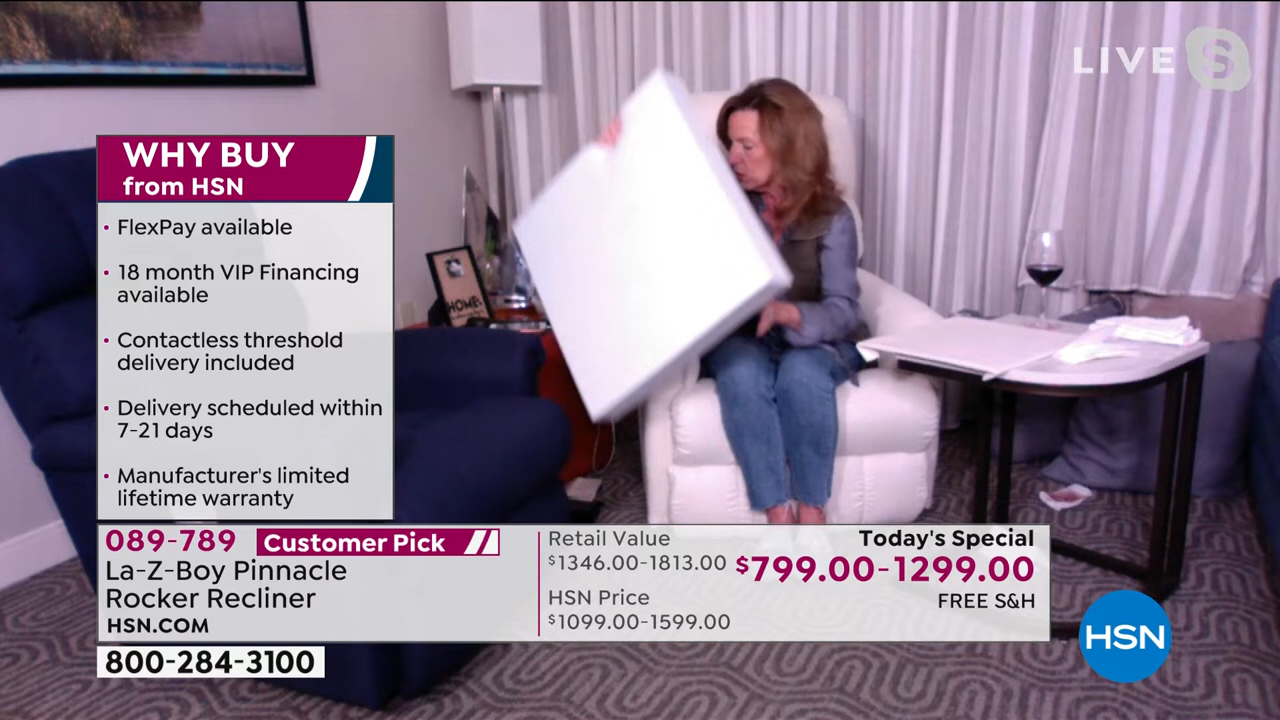 LIVE S
WHY BUY
from HSN
• FlexPay available
• 18 month VIP Financing
available
• Contactless threshold
delivery included
• Delivery scheduled within
7-21 days
• Manufacturer's limited
lifetime warranty
HOME.
089-789 Customer Pick
La-Z-Boy Pinnacle
Rocker Recliner
HSN.COM
800-284-3100
Retail Value
$1346.00-1813.00
HSN Price
$1099.00-1599.00
Today's Special
$799.00-1299.00
FREE S&H
HSN